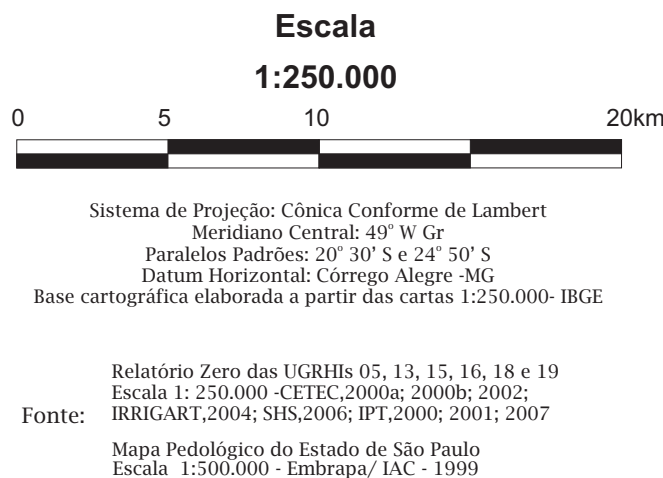 Escala
1:250.000
0 5 10 20km
Sistema de Projeção: Cônica Conforme de Lambert
Meridiano Central: 49° W Gr
Paralelos Padrões: 20° 30' S e 24° 50' S
Datum Horizontal: Córrego Alegre -MG
Base cartográfica elaborada a partir das cartas 1:250.000- IBGE
Relatório Zero das UGRHIs 05, 13, 15, 16, 18 e 19
Escala 1: 250.000 -CETEC,2000a; 2000b; 2002;
Fonte: IRRIGART,2004; SHS,2006; IPT,2000; 2001; 2007
Mapa Pedológico do Estado de São Paulo
Escala 1:500.000 - Embrapa/ IAC - 1999